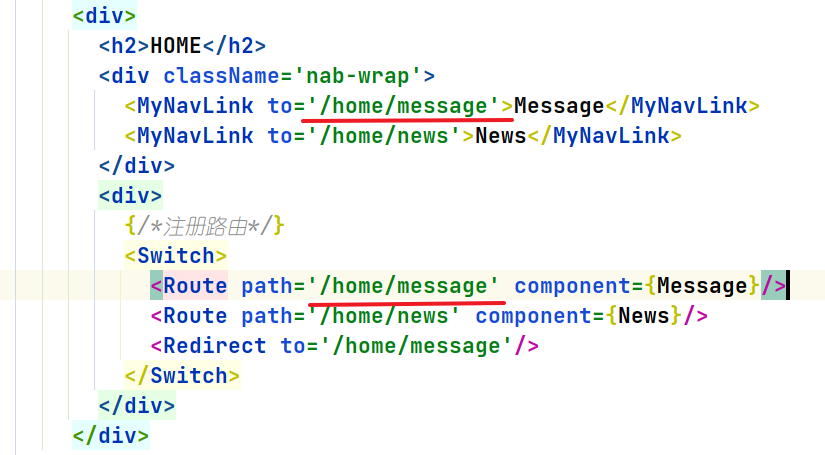 <div>
<h2>HOME</h2>
<div className='nab-wrap'>
<MyNavLink to='/home/message'>Message</MyNavLink>
<MyNavLink to='/home/news'>News</MyNavLink>
</div>
<div>
{/*注册路由*/}
<Switch>
<Route path='/home/message' component={Message}/>
<Route path='/home/news' component={News}/>
<Redirect to='/home/message'/>
</Switch>
</div>
</div>